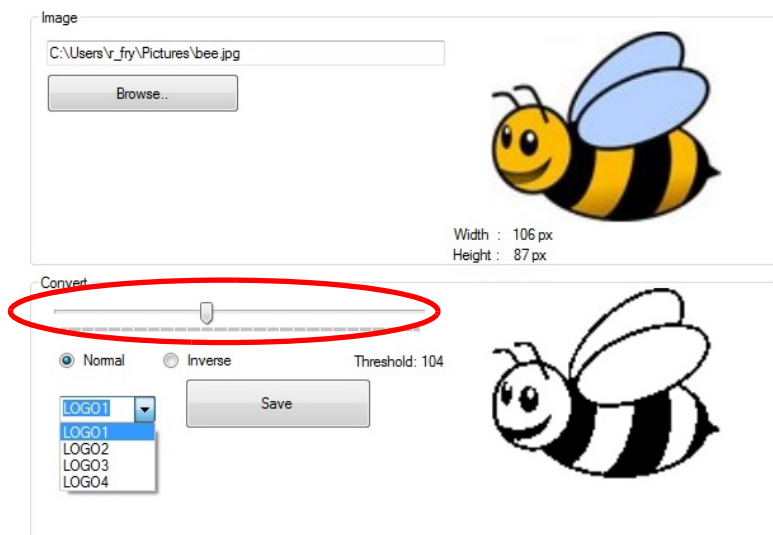 Image
C:\Users\r_fry\Pictures\bee.jpg
Browse..
Width : 106 px
Height : 87 px
Convert
Normal Inverse Threshold: 104
LOGO1 Save
LOGO1
LOGO2
LOGO3
LOGO4